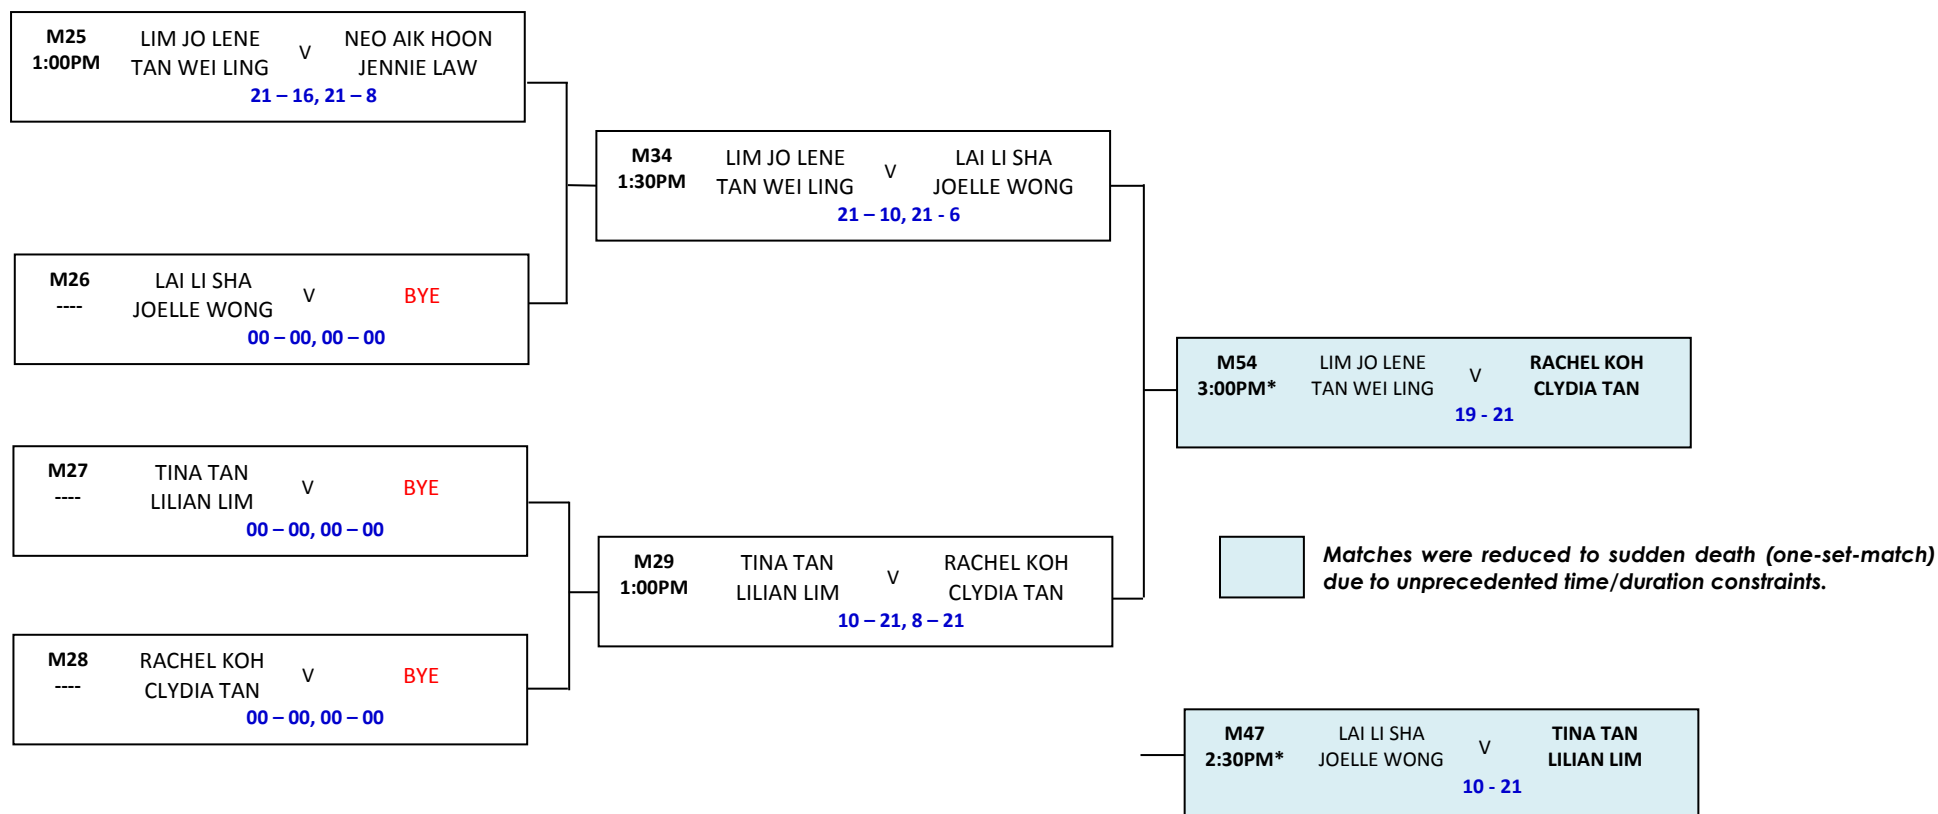 M25 LIM JO LENE V NEO AIK HOON
1:00PM TAN WEI LING JENNIE LAW
21 – 16, 21 – 8
M34 LIM JO LENE V LAI LI SHA
1:30PM TAN WEI LING JOELLE WONG
21 – 10, 21 - 6
M26 LAI LI SHA V BYE
---- JOELLE WONG
00 – 00, 00 – 00
M54 LIM JO LENE V RACHEL KOH
3:00PM* TAN WEI LING CLYDIA TAN
19 - 21
M27 TINA TAN V BYE
---- LILIAN LIM
00 – 00, 00 – 00
M29 TINA TAN V RACHEL KOH
1:00PM LILIAN LIM CLYDIA TAN
10 – 21, 8 – 21
Matches were reduced to sudden death (one-set-match)
due to unprecedented time/duration constraints.
M28 RACHEL KOH V BYE
---- CLYDIA TAN
00 – 00, 00 – 00
M47 LAI LI SHA V TINA TAN
2:30PM* JOELLE WONG LILIAN LIM
10 - 21